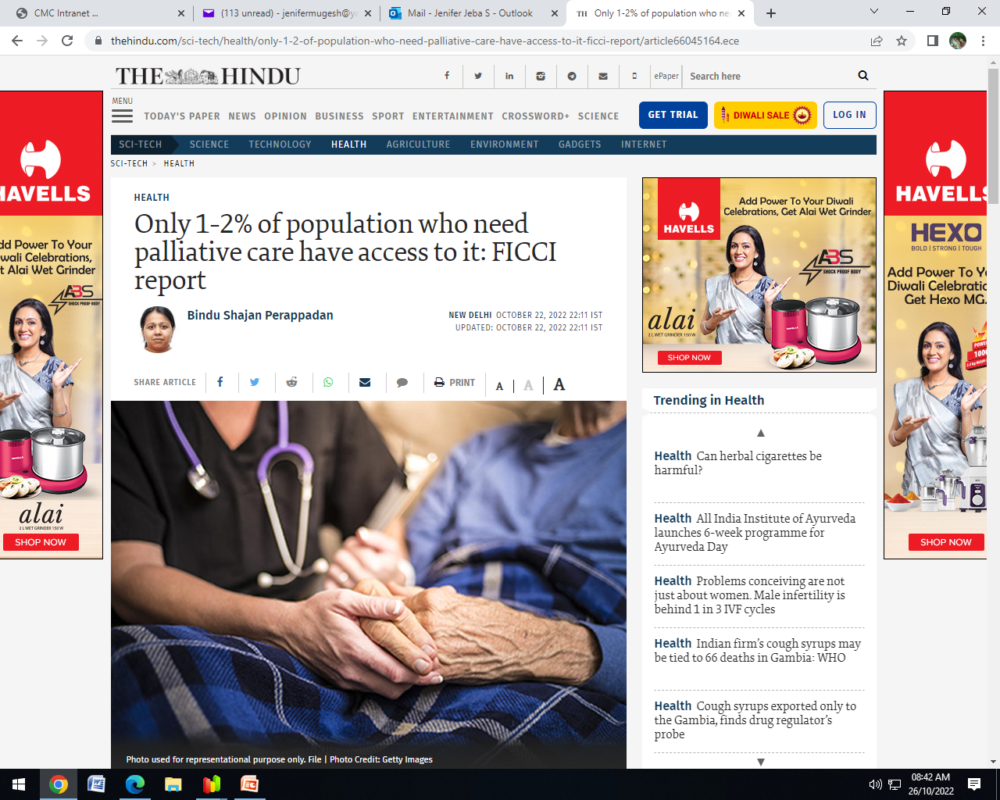 CMC Intranet ...
(113 unread) - jenifermugesh@ya
Mail - Jenifer Jeba S - Outlook
TH Only 1-2% of population who ne
thehindu.com/sci-tech/health/only-1-2-of-population-who-need-palliative-care-have-access-to-it-ficci-report/article66045164.ece
THE HINDU
ePaper
Search here
MENU
TODAY'S PAPER NEWS OPINION BUSINESS SPORT ENTERTAINMENT CROSSWORD+ SCIENCE
GET TRIAL
DIWALI SALE
LOG IN
SCI-TECH SCIENCE TECHNOLOGY HEALTH AGRICULTURE ENVIRONMENT GADGETS INTERNET
SCI-TECH > HEALTH
HEALTH
Only 1-2% of population who need
palliative care have access to it: FICCI
report
Bindu Shajan Perappadan
NEW DELHI OCTOBER 22, 2022 22:11 IST
UPDATED: OCTOBER 22, 2022 22:11 IST
SHARE ARTICLE
PRINT
A A A
Photo used for representational purpose only. File | Photo Credit: Getty Images
HAVELLS
Add Power To Your Diwali
Celebrations, Get Alai Wet Grinder
ABS
SHOCK PROOF BODY
alai
2 L WET GRINDER 150 W
SHOP NOW
Trending in Health
Health Can herbal cigarettes be
harmful?
Health All India Institute of Ayurveda
launches 6-week programme for
Ayurveda Day
Health Problems conceiving are not
just about women. Male infertility is
behind 1 in 3 IVF cycles
Health Indian firm's cough syrups may
be tied to 66 deaths in Gambia: WHO
Health Cough syrups exported only to
the Gambia, finds drug regulator's
probe
HAVELLS
dd Power To Your
wali Celebrations,
t Alai Wet Grinder
ABS
SHOCK PROOF BODY
HAVELLS
alai
2 L WET GRINDER 150 W
SHOP NOW
HAVELLS
HEXO
BOLD | STRONG | TOUGH
Add Power To Yo
Diwali Celebratio
Get Hexo MG.
POWER
1000
SHOP NOW
08:42 AM
26/10/2022